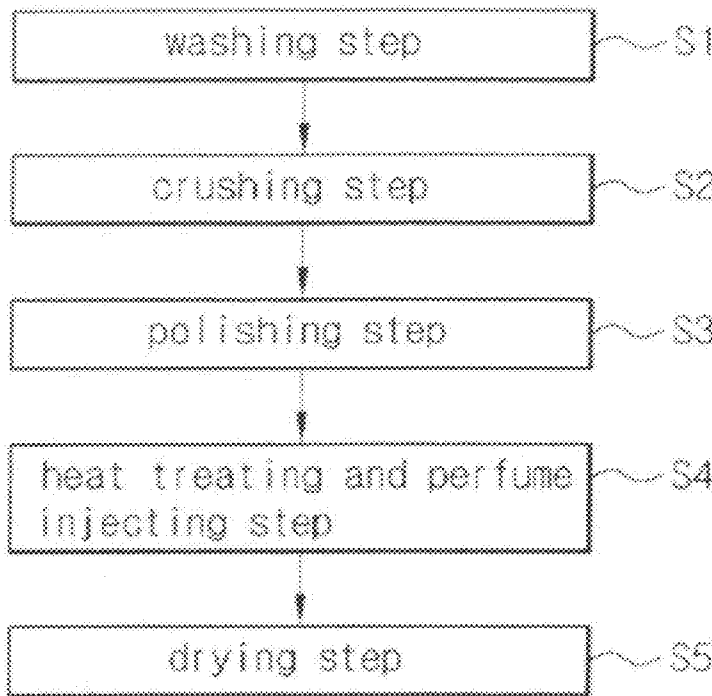 washing step S1
crushing step S2
polishing step S3
heat treating and perfume S4
injecting step
drying step S5